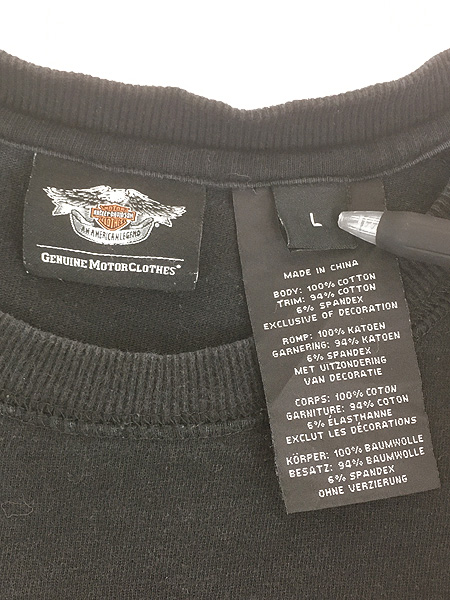 MOTOR
HARLEY-DAVIDSON
CLOTHES
AN AMERICAN LEGEND
GENUINE MOTORCLOTHES®
L
MADE IN CHINA
BODY: 100% COTTON
TRIM: 94% COTTON
6% SPANDEX
EXCLUSIVE OF DECORATION
ROMP: 100% KATOEN
GARNERING: 94% KATOEN
6% SPANDEX
MET UITZONDERING
VAN DECORATIE
CORPS: 100% COTON
GARNITURE: 94% COTON
6% ÉLASTHANNE
EXCLUT LES DÉCORATIONS
KÖRPER: 100% BAUMWOLLE
BESATZ: 94% BAUMWOLLE
6% SPANDEX
OHNE VERZIERUNG